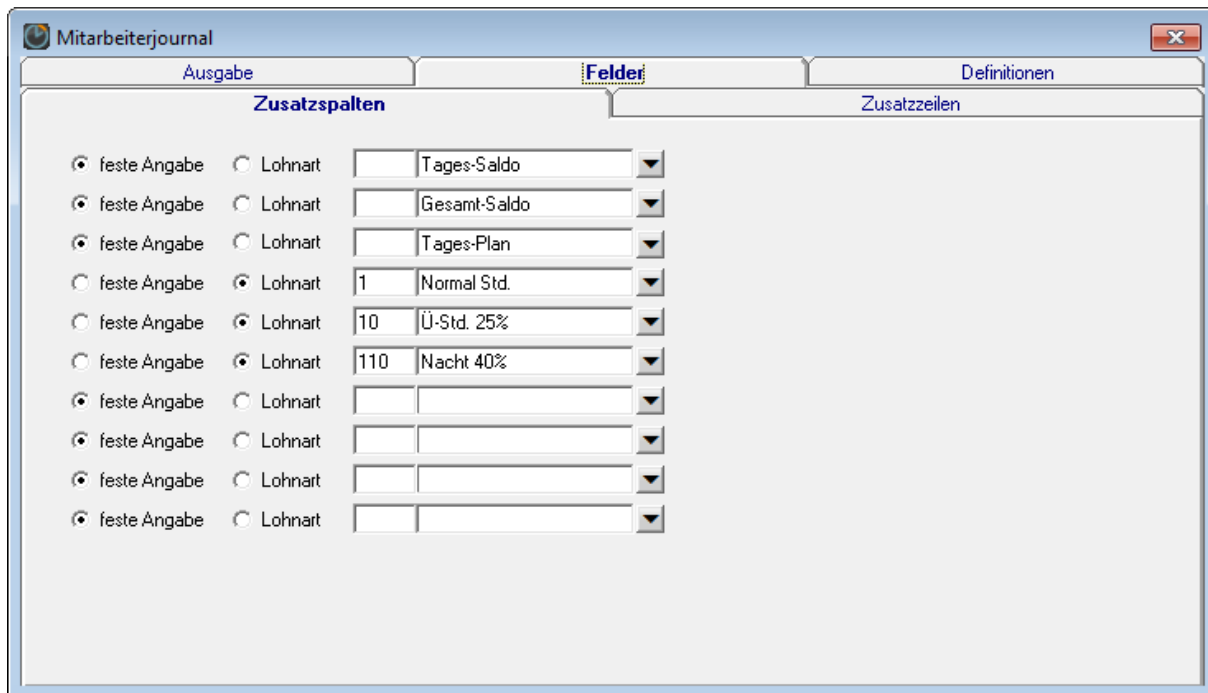 Mitarbeiterjournal
Ausgabe Felder Definitionen
Zusatzspalten Zusatzzeilen
feste Angabe Lohnart Tages-Saldo
feste Angabe Lohnart Gesamt-Saldo
feste Angabe Lohnart Tages-Plan
feste Angabe Lohnart 1 Normal Std.
feste Angabe Lohnart 10 Ü-Std. 25%
feste Angabe Lohnart 110 Nacht 40%
feste Angabe Lohnart
feste Angabe Lohnart
feste Angabe Lohnart
feste Angabe Lohnart